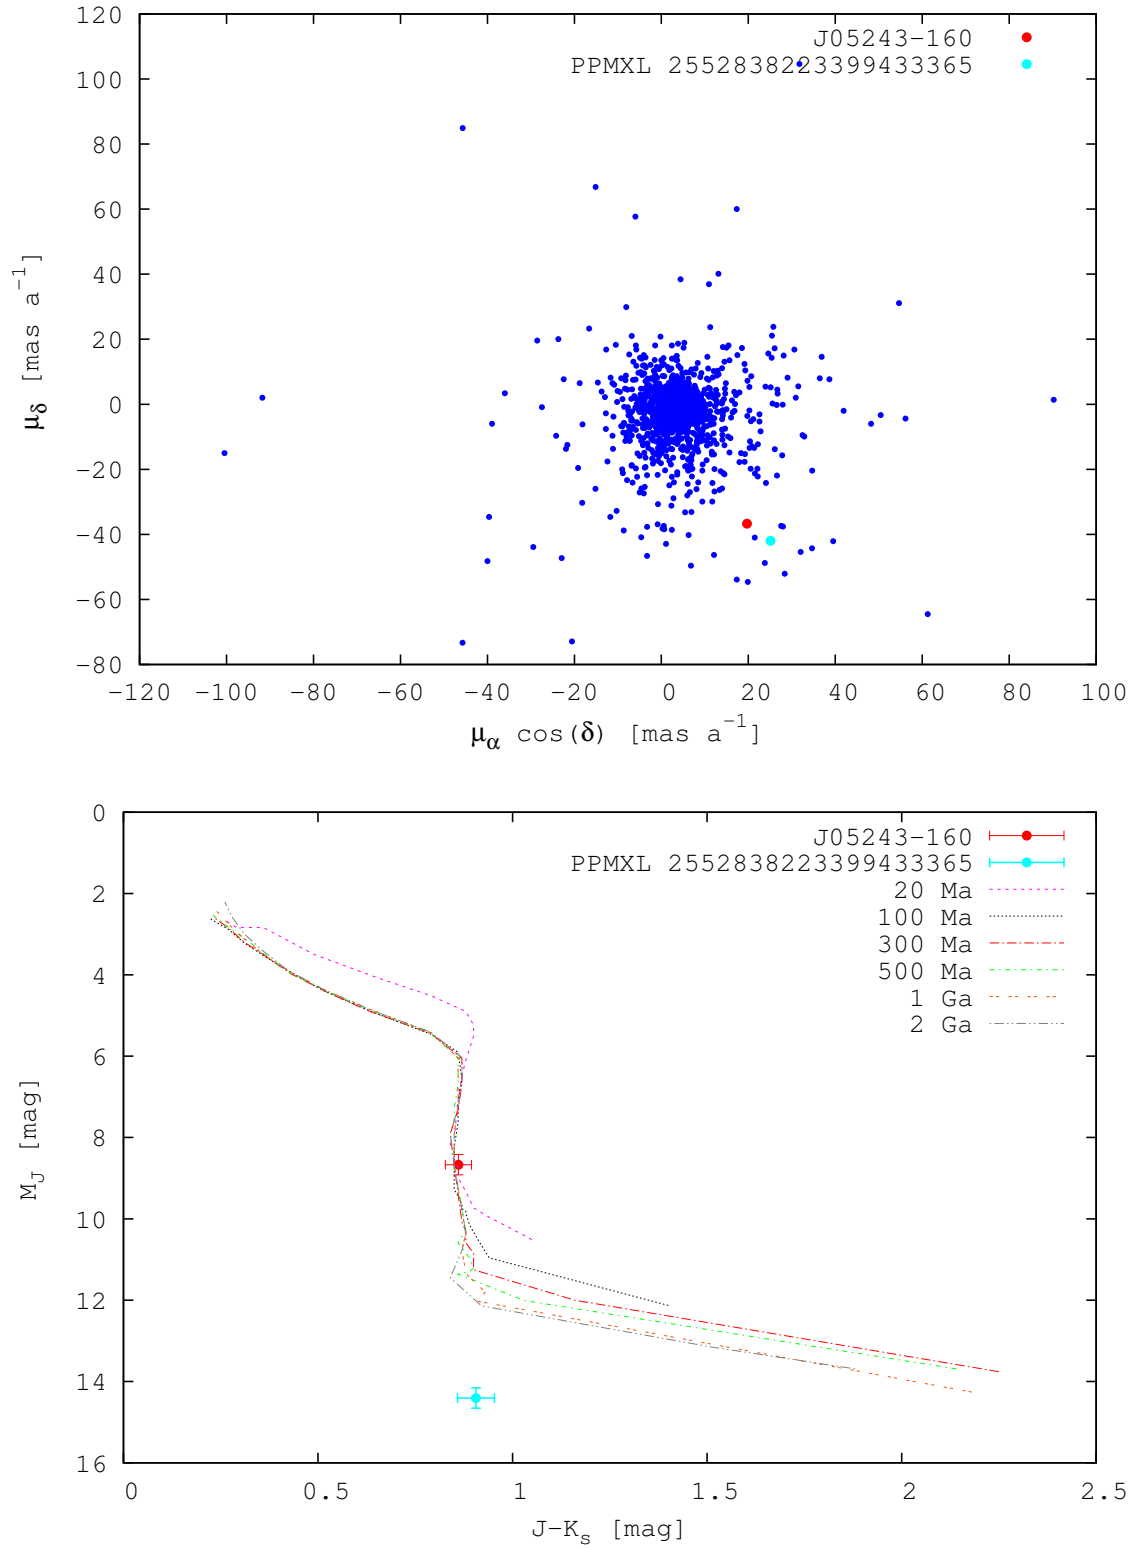 120
100
80
60
40
20
0
−20
−40
−60
−80
μδ [mas a−1]
J05243−160
PPMXL 2552838223399433365
−120 −100 −80 −60 −40 −20 0 20 40 60 80 100
μα cos(δ) [mas a−1]
0
2
4
6
8
10
12
14
16
MJ [mag]
J05243−160
PPMXL 2552838223399433365
20 Ma
100 Ma
300 Ma
500 Ma
1 Ga
2 Ga
0 0.5 1 1.5 2 2.5
J−Ks [mag]